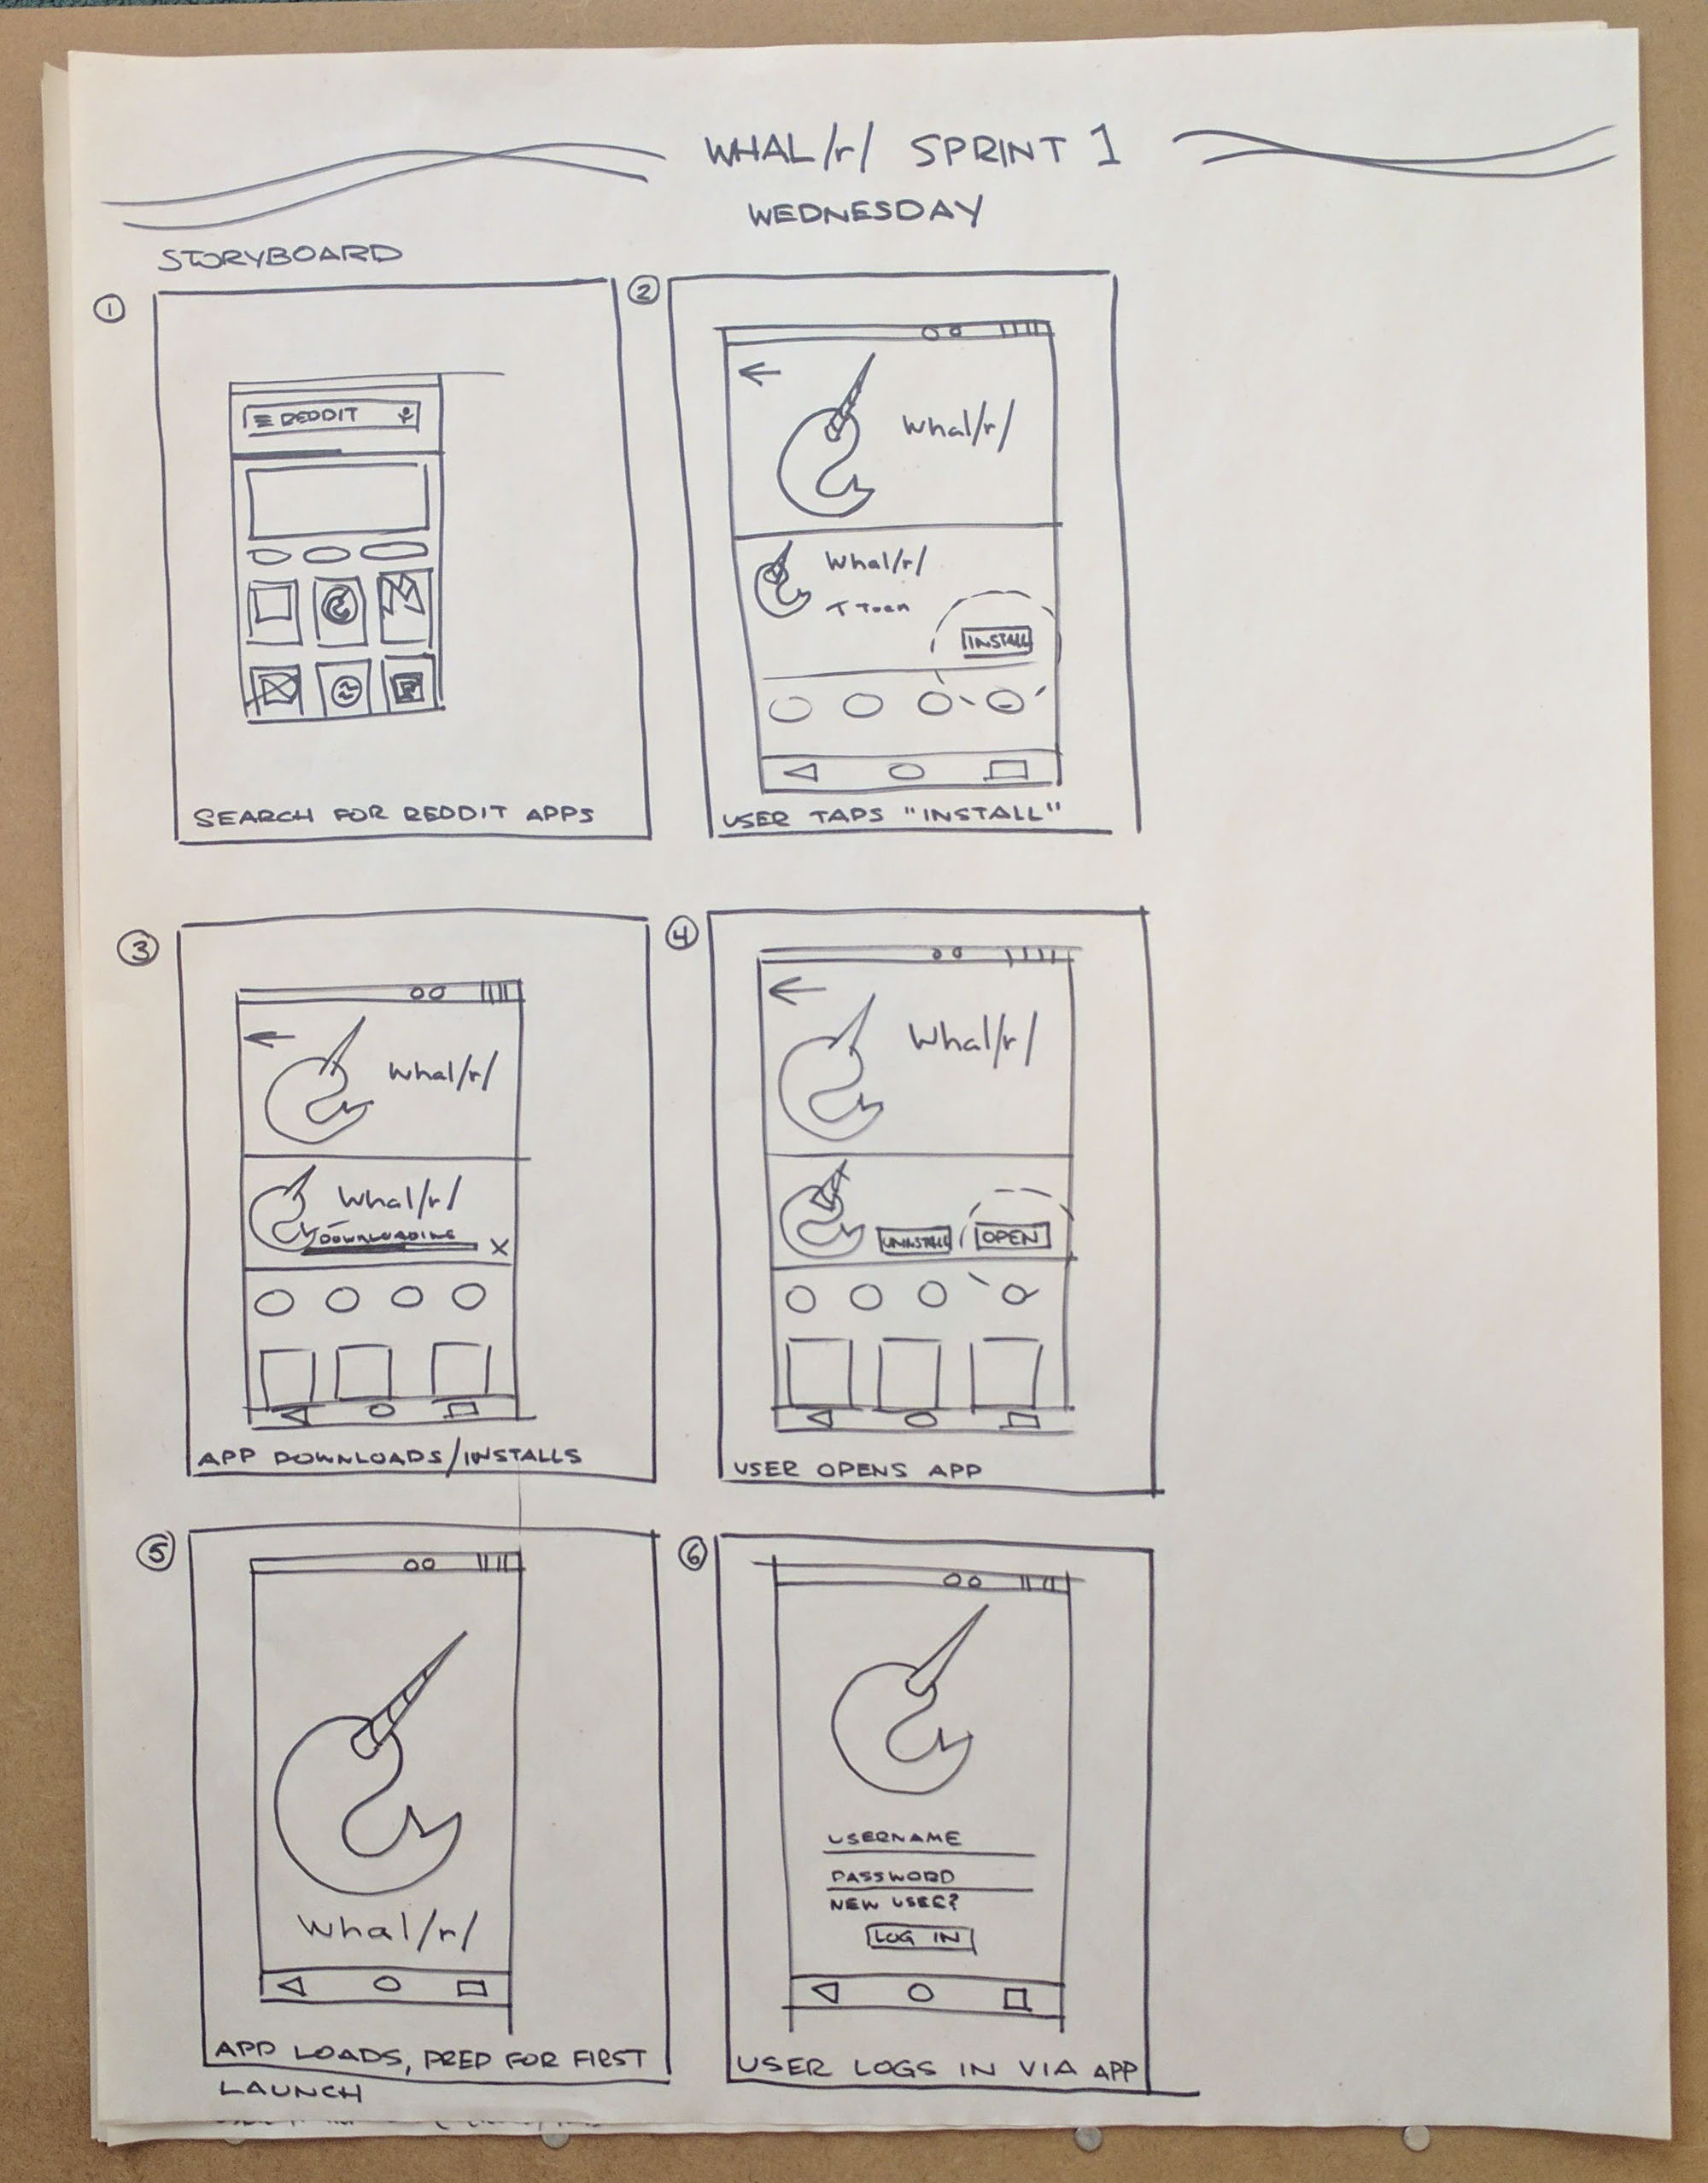 WHAL/r/ SPRINT 1
WEDNESDAY
STORYBOARD
1
REDDIT
SEARCH FOR REDDIT APPS
2
Whal/r/
Whal/r/
INSTALL
USER TAPS "INSTALL"
3
Whal/r/
Whal/r/
DOWNLOADING
X
APP DOWNLOADS/INSTALLS
4
Whal/r/
UNINSTALL
OPEN
USER OPENS APP
5
Whal/r/
APP LOADS, PREP FOR FIRST
LAUNCH
6
USERNAME
PASSWORD
NEW USER?
LOG IN
USER LOGS IN VIA APP